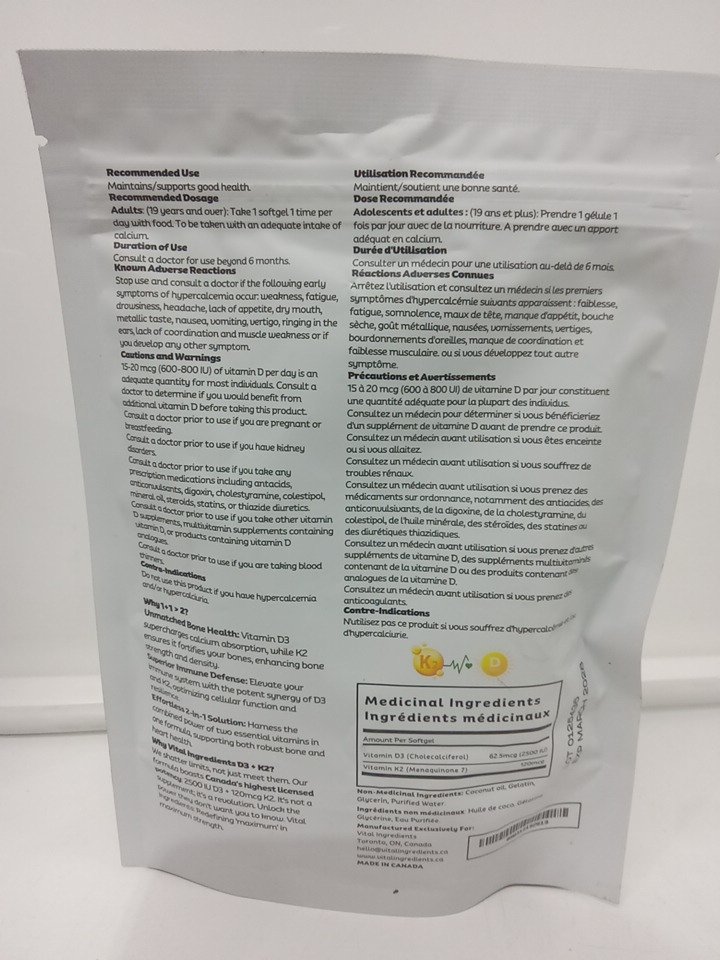 Recommended Use
Maintains/supports good health.
Recommended Dosage
Adults: (19 years and over): Take 1 softgel 1 time per
day with food. To be taken with an adequate intake of
calcium.
Duration of Use
Consult a doctor for use beyond 6 months.
Known Adverse Reactions
Stop use and consult a doctor if the following early
symptoms of hypercalcemia occur: weakness, fatigue,
drowsiness, headache, lack of appetite, dry mouth,
metallic taste, nausea, vomiting, vertigo, ringing in the
ears, lack of coordination and muscle weakness or if
you develop any other symptom.
Cautions and Warnings
15-20 mcg (600-800 IU) of vitamin D per day is an
adequate quantity for most individuals. Consult a
doctor to determine if you would benefit from
additional vitamin D before taking this product.
Consult a doctor prior to use if you are pregnant or
breastfeeding.
Consult a doctor prior to use if you have kidney
disorders.
Consult a doctor prior to use if you take any
prescription medications including antacids,
anticonvulsants, digoxin, cholestyramine, colestipol,
mineral oil, steroids, statins, or thiazide diuretics.
Consult a doctor prior to use if you take other vitamin
D supplements, multivitamin supplements containing
vitamin D, or products containing vitamin D
analogues.
Consult a doctor prior to use if you are taking blood
thinners.
Contra-Indications
Do not use this product if you have hypercalcemia
and/or hypercalciuria.
Why 1+1 > 2?
Unmatched Bone Health: Vitamin D3
supercharges calcium absorption, while K2
ensures it fortifies your bones, enhancing bone
strength and density.
Superior Immune Defense: Elevate your
immune system with the potent synergy of D3
and K2, optimizing cellular function and
resilience.
Effortless 2-in-1 Solution: Harness the
combined power of two essential vitamins in
one formula, supporting both robust bone and
heart health.
Why Vital Ingredients D3 + K2?
We shatter limits, not just meet them. Our
formula boasts Canada's highest licensed
potency: 2500 IU D3 + 120mcg K2. It's not a
supplement; it's a revolution. Unlock the
power they don't want you to know. Vital
Ingredients: Redefining 'maximum' in
maximum strength.
Utilisation Recommandée
Maintient/soutient une bonne santé.
Dose Recommandée
Adolescents et adultes : (19 ans et plus): Prendre 1 gélule 1
fois par jour avec de la nourriture. A prendre avec un apport
adéquat en calcium.
Durée d'Utilisation
Consulter un médecin pour une utilisation au-delà de 6 mois.
Réactions Adverses Connues
Arrêtez l'utilisation et consultez un médecin si les premiers
symptômes d'hypercalcémie suivants apparaissent : faiblesse,
fatigue, somnolence, maux de tête, manque d'appétit, bouche
sèche, goût métallique, nausées, vomissements, vertiges,
bourdonnements d'oreilles, manque de coordination et
faiblesse musculaire. ou si vous développez tout autre
symptôme.
Précautions et Avertissements
15 à 20 mcg (600 à 800 UI) de vitamine D par jour constituent
une quantité adéquate pour la plupart des individus.
Consultez un médecin pour déterminer si vous bénéficieriez
d'un supplément de vitamine D avant de prendre ce produit.
Consultez un médecin avant utilisation si vous êtes enceinte
ou si vous allaitez.
Consultez un médecin avant utilisation si vous souffrez de
troubles rénaux.
Consultez un médecin avant utilisation si vous prenez des
médicaments sur ordonnance, notamment des antiacides, des
anticonvulsivants, de la digoxine, de la cholestyramine, du
colestipol, de l'huile minérale, des stéroïdes, des statines ou
des diurétiques thiazidiques.
Consultez un médecin avant utilisation si vous prenez d'autres
suppléments de vitamine D, des suppléments multivitaminés
contenant de la vitamine D ou des produits contenant des
analogues de la vitamine D.
Consultez un médecin avant utilisation si vous prenez des
anticoagulants.
Contre-Indications
N'utilisez pas ce produit si vous souffrez d'hypercalcémie et/ou
d'hypercalciurie.
K2 D
Medicinal Ingredients
Ingrédients médicinaux
Amount Per Softgel
Vitamin D3 (Cholecalciferol) 62.5mcg (2500 IU)
Vitamin K2 (Menaquinone 7) 120mcg
Non-Medicinal Ingredients: Coconut oil, Gelatin,
Glycerin, Purified Water
Ingrédients non médicinaux: Huile de coco, Gélatine
Glycérine, Eau Purifiée
Manufactured Exclusively For:
Vital Ingredients
Toronto, ON, Canada
hello@vitalingredients.ca
www.vitalingredients.ca
MADE IN CANADA
EXP MARCH 2026